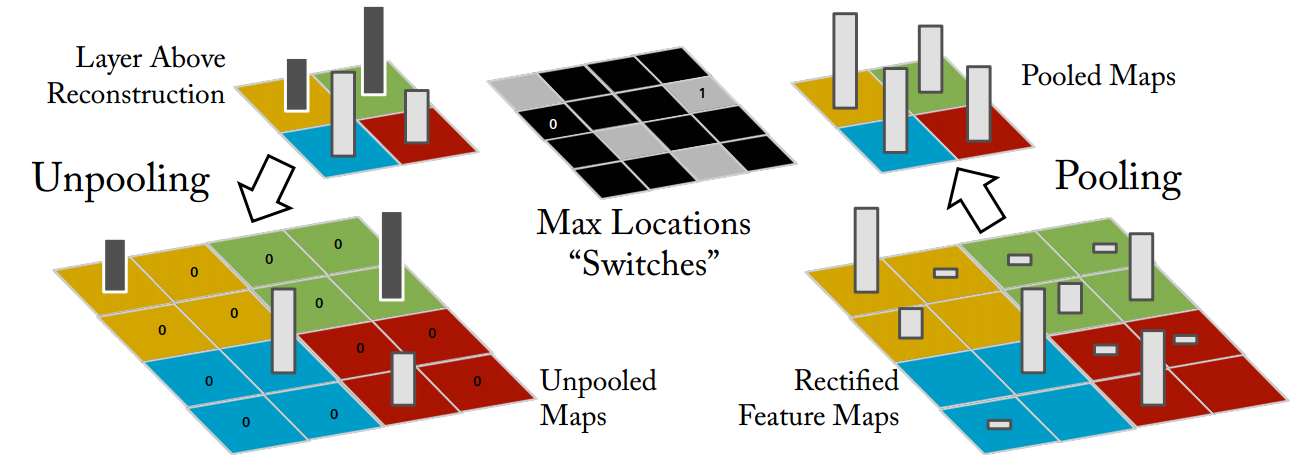 Layer Above
Reconstruction
Unpooling
0
0
0
0
0
0
0
0
0
0
0
0
Unpooled
Maps
1
0
Max Locations
“Switches”
Pooled Maps
Pooling
Rectified
Feature Maps